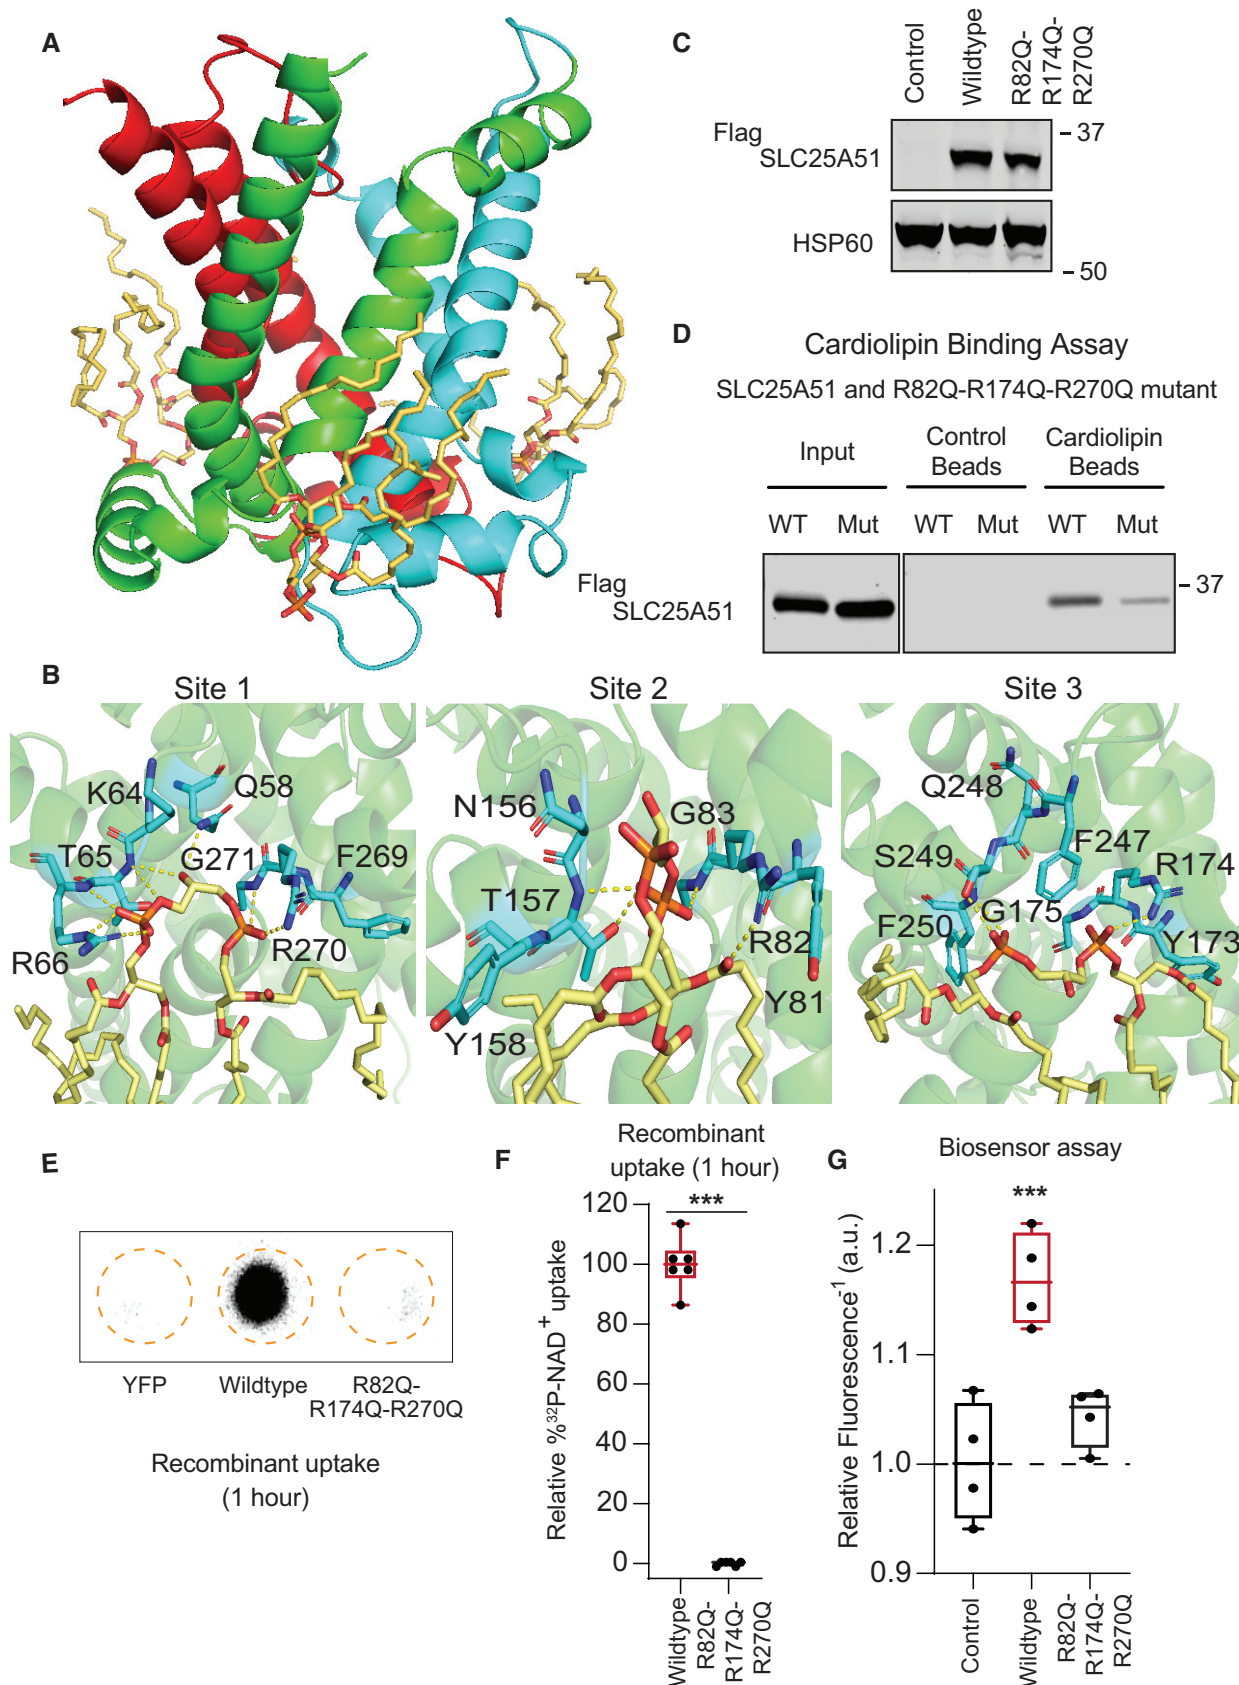 A
C
Control
Wildtype
R82Q-
R174Q-
R270Q
Flag
SLC25A51
- 37
HSP60
- 50
D
Cardiolipin Binding Assay
SLC25A51 and R82Q-R174Q-R270Q mutant
Input
Control
Beads
Cardiolipin
Beads
WT Mut WT Mut WT Mut
Flag
SLC25A51
- 37
B
Site 1
K64
Q58
T65
G271
F269
R66
R270
Site 2
N156
G83
T157
R82
Y158
Y81
Site 3
Q248
F247
S249
R174
G175
F250
Y173
E
YFP
Wildtype
R82Q-
R174Q-R270Q
Recombinant uptake
(1 hour)
F
Recombinant
uptake (1 hour)
Relative %³²P-NAD⁺ uptake
120
100
80
60
40
20
0
***
Wildtype
R82Q-
R174Q-
R270Q
G
Biosensor assay
Relative Fluorescence⁻¹ (a.u.)
1.2
1.1
1.0
0.9
***
Control
Wildtype
R82Q-
R174Q-
R270Q